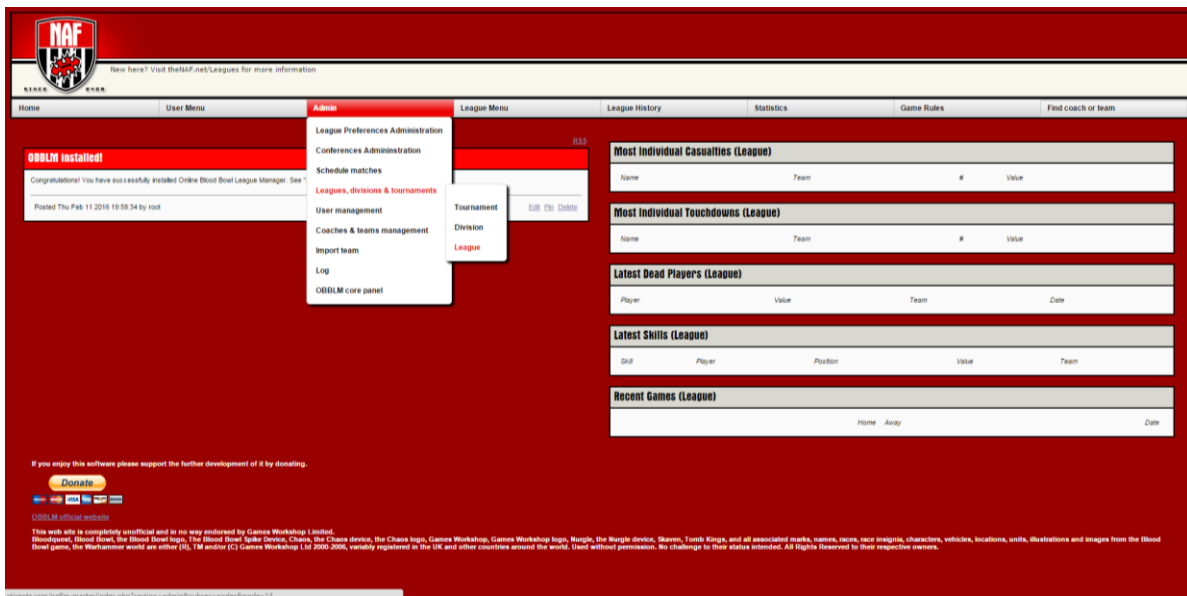 NAF
SINCE
New here? Visit theNAF.net/Leagues for more information
Home User Menu Admin League Menu League History Statistics Game Rules Find coach or team
League Preferences Administration
Conferences Admininstration
Schedule matches
Leagues, divisions & tournaments
User management
Coaches & teams management
Import team
Log
OBBLM core panel
Tournament
Division
League
RSS
OBBLM installed!
Congratulations! You have successfully installed Online Blood Bowl League Manager. See "
Posted Thu Feb 11 2016 19:58:34 by root
Edit Pin Delete
Most Individual Casualties (League)
Name Team # Value
Most Individual Touchdowns (League)
Name Team # Value
Latest Dead Players (League)
Player Value Team Date
Latest Skills (League)
Skill Player Position Value Team
Recent Games (League)
Home Away Date
If you enjoy this software please support the further development of it by donating.
Donate
VISA
OBBLM official website
This web site is completely unofficial and in no way endorsed by Games Workshop Limited.
Bloodquest, Blood Bowl, the Blood Bowl logo, The Blood Bowl Spike Device, Chaos, the Chaos device, the Chaos logo, Games Workshop, Games Workshop logo, Nurgle, the Nurgle device, Skaven, Tomb Kings, and all associated marks, names, races, race insignia, characters, vehicles, locations, units, illustrations and images from the Blood
Bowl game, the Warhammer world are either (R), TM and/or (C) Games Workshop Ltd 2000-2006, variably registered in the UK and other countries around the world. Used without permission. No challenge to their status intended. All Rights Reserved to their respective owners.